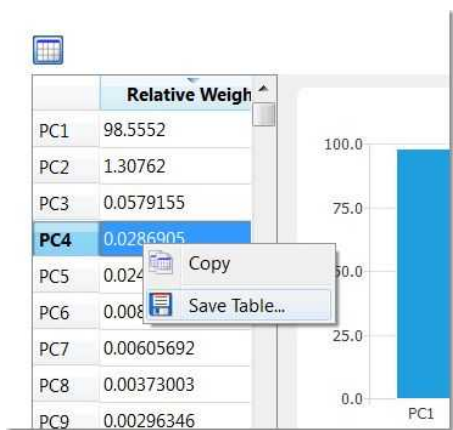 Relative Weigh
PC1 98.5552
PC2 1.30762
PC3 0.0579155
PC4 0.0286905
PC5 0.024
PC6 0.008
PC7 0.00605692
PC8 0.00373003
PC9 0.00296346
Copy
Save Table...
100.0
75.0
50.0
25.0
0.0
PC1